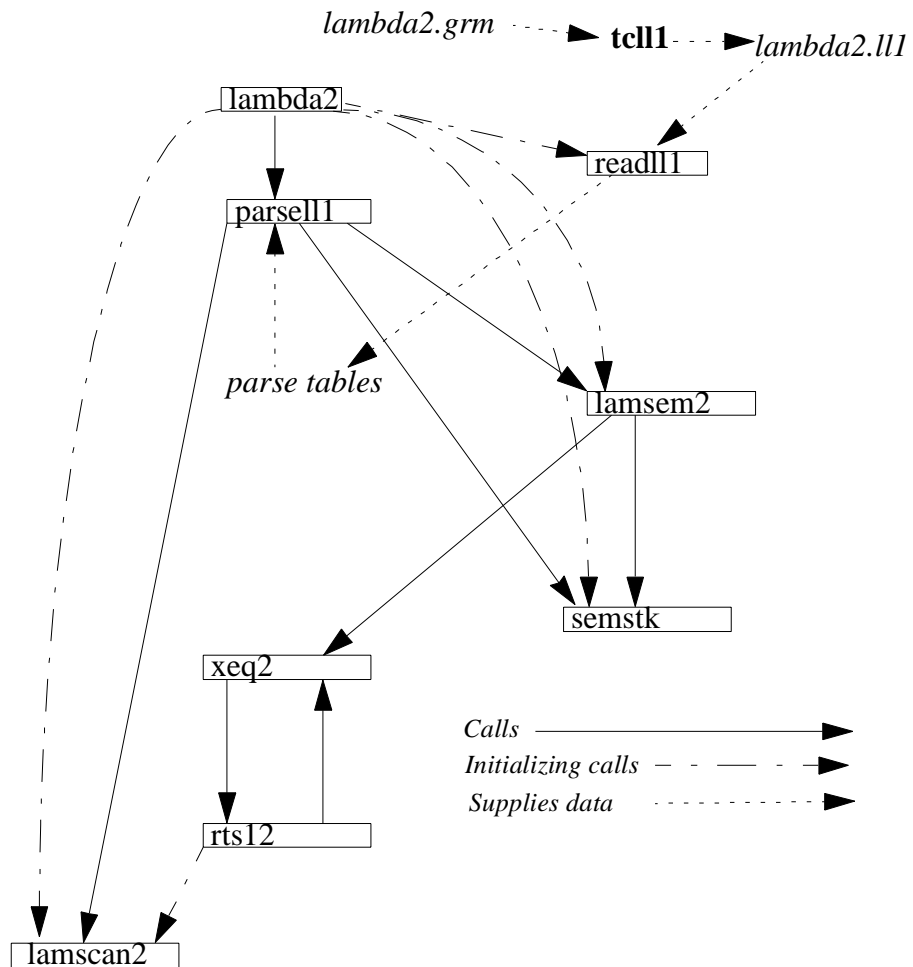 lambda2.grm
tcll1
lambda2.ll1
lambda2
readll1
parsell1
parse tables
lamsem2
semstk
xeq2
Calls
Initializing calls
Supplies data
rts12
lamscan2